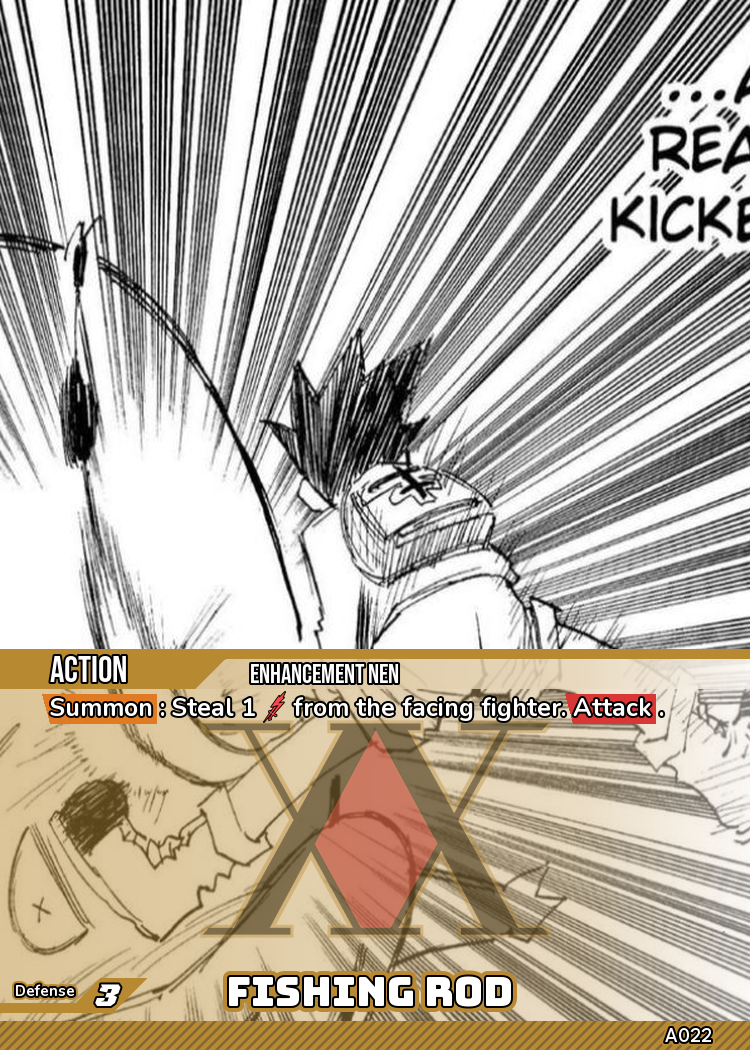 REA
KICKE
ACTION
ENHANCEMENT NEN
Summon : Steal 1 from the facing fighter. Attack .
Defense 3
FISHING ROD
A022